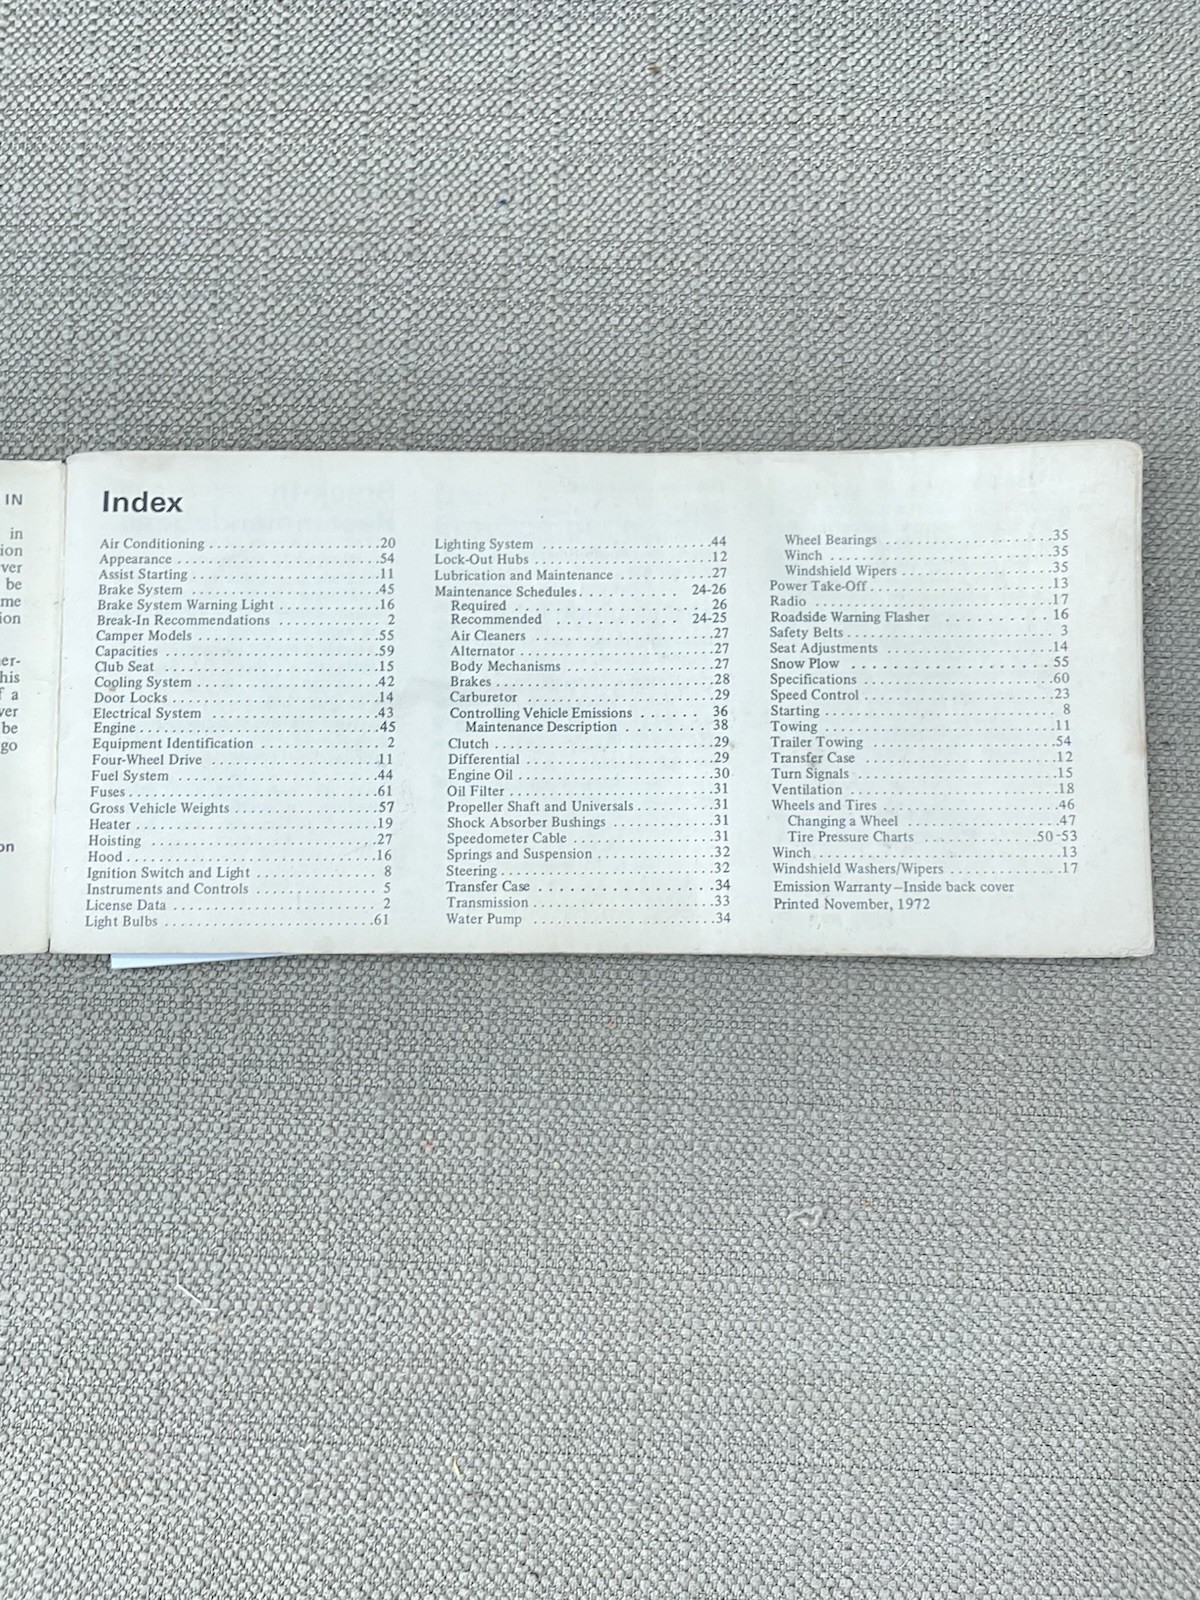 IN
in
ion
ver
be
me
ion
er-
his
f a
ver
be
go
on
Index
Air Conditioning ........................20
Appearance ..............................54
Assist Starting .........................11
Brake System ............................45
Brake System Warning Light ..............16
Break-In Recommendations ................ 2
Camper Models ...........................55
Capacities ..............................59
Club Seat ...............................15
Cooling System ..........................42
Door Locks ..............................14
Electrical System .......................43
Engine ..................................45
Equipment Identification ................ 2
Four-Wheel Drive ........................11
Fuel System .............................44
Fuses ...................................61
Gross Vehicle Weights ...................57
Heater ..................................19
Hoisting ................................27
Hood ....................................16
Ignition Switch and Light ............... 8
Instruments and Controls ................ 5
License Data ............................ 2
Light Bulbs .............................61
Lighting System .........................44
Lock-Out Hubs ...........................12
Lubrication and Maintenance .............27
Maintenance Schedules.......... 24-26
Required ................... 26
Recommended ............ 24-25
Air Cleaners ............................27
Alternator ..............................27
Body Mechanisms .........................27
Brakes ..................................28
Carburetor ..............................29
Controlling Vehicle Emissions ...... 36
Maintenance Description ........ 38
Clutch ..................................29
Differential ............................29
Engine Oil ..............................30
Oil Filter ..............................31
Propeller Shaft and Universals ..........31
Shock Absorber Bushings .................31
Speedometer Cable .......................31
Springs and Suspension ..................32
Steering ................................32
Transfer Case ...........................34
Transmission ............................33
Water Pump ..............................34
Wheel Bearings ..........................35
Winch ...................................35
Windshield Wipers .......................35
Power Take-Off ..........................13
Radio ...................................17
Roadside Warning Flasher .......... 16
Safety Belts ............................ 3
Seat Adjustments ........................14
Snow Plow .................... 55
Specifications ..........................60
Speed Control ...........................23
Starting ................................ 8
Towing ..................................11
Trailer Towing ..........................54
Transfer Case ...........................12
Turn Signals ............................15
Ventilation .............................18
Wheels and Tires ........................46
Changing a Wheel ........................47
Tire Pressure Charts ................50-53
Winch ...................................13
Windshield Washers/Wipers ...............17
Emission Warranty–Inside back cover
Printed November, 1972